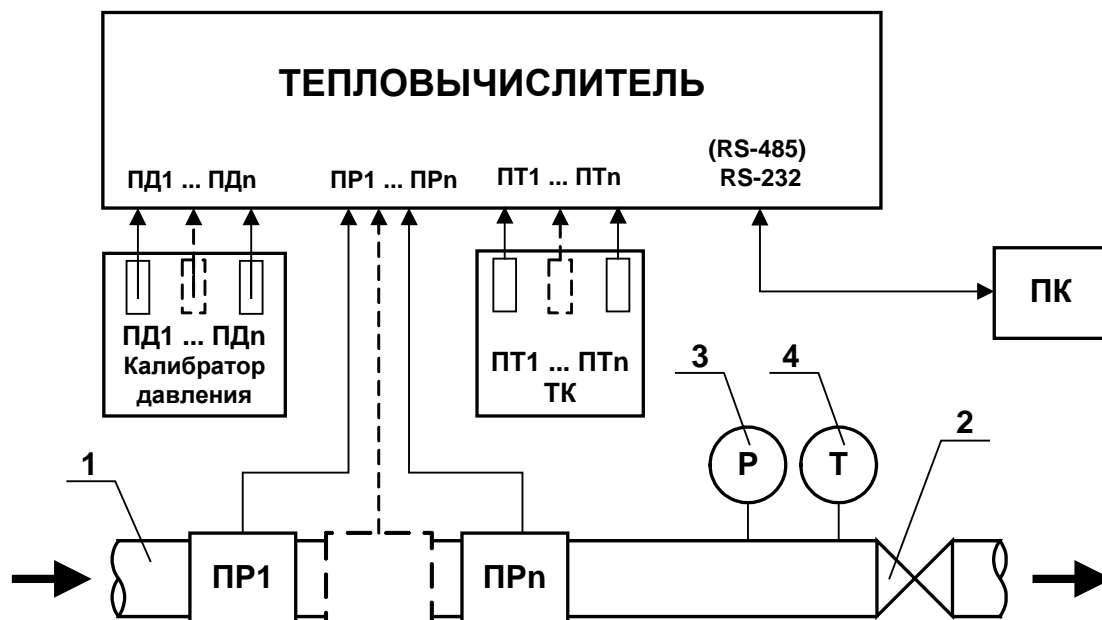 ТЕПЛОВЫЧИСЛИТЕЛЬ
(RS-485)
ПД1 ... ПДn ПР1 ... ПРn ПТ1 ... ПТn RS-232
ПК
ПД1 ... ПДn
Калибратор
давления
ПТ1 ... ПТn
ТК
3 4
2
1
P T
ПР1 ПРn